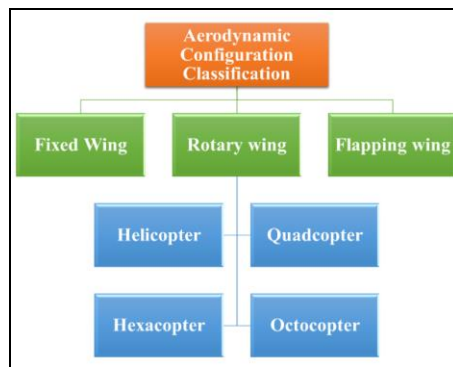 Aerodynamic
Configuration
Classification
Fixed Wing
Rotary wing
Flapping wing
Helicopter
Quadcopter
Hexacopter
Octocopter